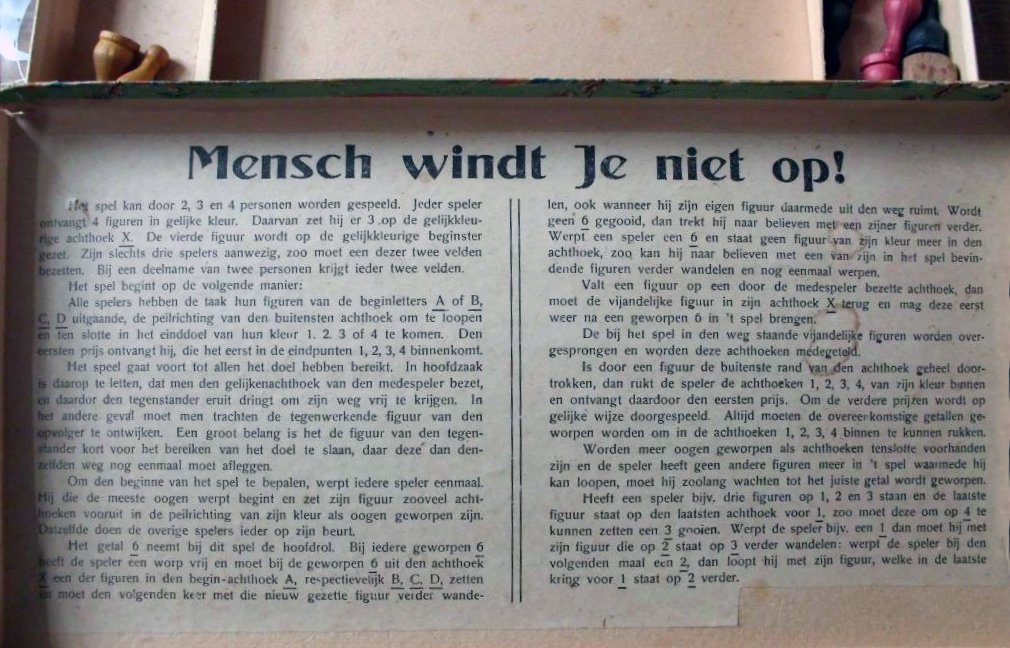 Mensch windt Je niet op!
Het spel kan door 2, 3 en 4 personen worden gespeeld. Jeder speler
ontvangt 4 figuren in gelijke kleur. Daarvan zet hij er 3 op de gelijkkleu-
rige achthoek X. De vierde figuur wordt op de gelijkkleurige beginster
gezet. Zijn slechts drie spelers aanwezig, zoo moet een dezer twee velden
bezetten. Bij een deelname van twee personen krijgt ieder twee velden.
Het spel begint op de volgende manier:
Alle spelers hebben de taak hun figuren van de beginletters A of B,
C, D uitgaande, de peilrichting van den buitensten achthoek om te loopen
en ten slotte in het einddoel van hun kleur 1. 2. 3 of 4 te komen. Den
eersten prijs ontvangt hij, die het eerst in de eindpunten 1, 2, 3, 4 binnenkomt.
Het speel gaat voort tot allen het doel hebben bereikt. In hoofdzaak
is daarop te letten, dat men den gelijkenachthoek van den medespeler bezet,
en daardor den tegenstander eruit dringt om zijn weg vrij te krijgen. In
het andere geval moet men trachten de tegenwerkende figuur van den
opvolger te ontwijken. Een groot belang is het de figuur van den tegen-
stander kort voor het bereiken van het doel te slaan, daar deze dan den-
zelfden weg nog eenmaal moet afleggen.
Om den beginne van het spel te bepalen, werpt iedere speler eenmaal.
Hij die de meeste oogen werpt begint en zet zijn figuur zooveel acht-
hoeken vooruit in de peilrichting van zijn kleur als oogen geworpen zijn.
Datzelfde doen de overige spelers ieder op zijn beurt.
Het getal 6 neemt bij dit spel de hoofdrol. Bij iedere geworpen 6
heeft de speler een worp vrij en moet bij de geworpen 6 uit den achthoek
X een der figuren in den begin-achthoek A, respectievelijk B, C, D, zetten
en moet den volgenden keer met die nieuw gezette figuur verder wande-
len, ook wanneer hij zijn eigen figuur daarmede uit den weg ruimt. Wordt
geen 6 gegooid, dan trekt hij naar believen met een zijner figuren verder.
Werpt een speler een 6 en staat geen figuur van zijn kleur meer in den
achthoek, zoo kan hij naar believen met een van zijn in het spel bevin-
dende figuren verder wandelen en nog eenmaal werpen.
Valt een figuur op een door de medespeler bezette achthoek, dan
moet de vijandelijke figuur in zijn achthoek X terug en mag deze eerst
weer na een geworpen 6 in 't spel brengen.
De bij het spel in den weg staande vijandelijke figuren worden over-
gesprongen en worden deze achthoeken medegeteld.
Is door een figuur de buitenste rand van den achthoek geheel door-
trokken, dan rukt de speler de achthoeken 1, 2, 3, 4, van zijn kleur binnen
en ontvangt daardoor den eersten prijs. Om de verdere prijzen wordt op
gelijke wijze doorgespeeld. Altijd moeten de overeenkomstige getallen ge-
worpen worden om in de achthoeken 1, 2, 3, 4 binnen te kunnen rukken.
Worden meer oogen geworpen als achthoeken tenslotte voorhanden
zijn en de speler heeft geen andere figuren meer in 't spel waarmede hij
kan loopen, moet hij zoolang wachten tot het juiste getal wordt geworpen.
Heeft een speler bijv. drie figuren op 1, 2 en 3 staan en de laatste
figuur staat op den laatsten achthoek voor 1, zoo moet deze om op 4 te
kunnen zetten een 3 gooien. Werpt de speler bijv. een 1 dan moet hij met
zijn figuur die op 2 staat op 3 verder wandelen: werpt de speler bij den
volgenden maal een 2, dan loopt hij met zijn figuur, welke in de laatste
kring voor 1 staat op 2 verder.